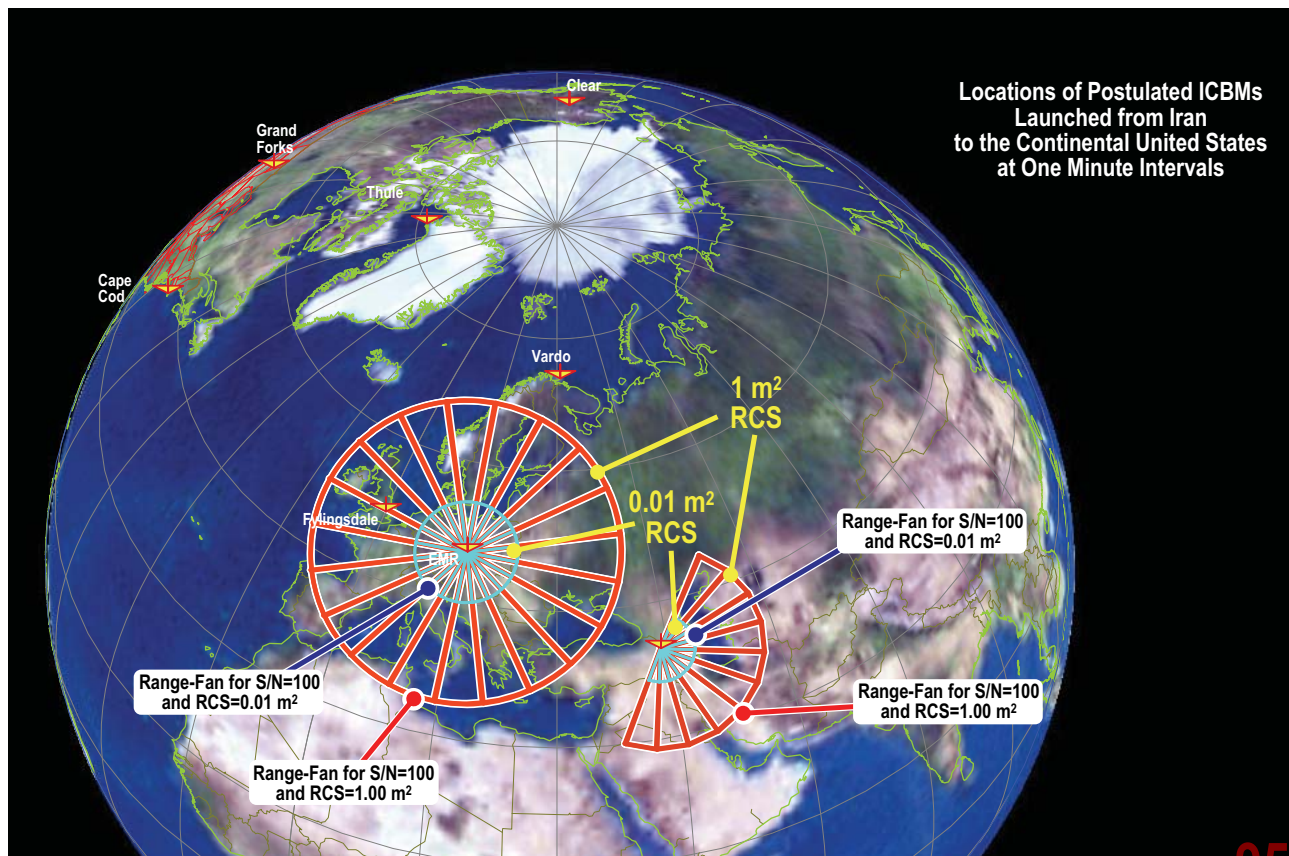 Clear
Locations of Postulated ICBMs
Launched from Iran
to the Continental United States
at One Minute Intervals
Grand
Forks
Thule
Cape
Cod
Vardo
1 m²
RCS
0.01 m²
RCS
Fylingsdale
EMR
Range-Fan for S/N=100
and RCS=0.01 m²
Range-Fan for S/N=100
and RCS=0.01 m²
Range-Fan for S/N=100
and RCS=1.00 m²
Range-Fan for S/N=100
and RCS=1.00 m²